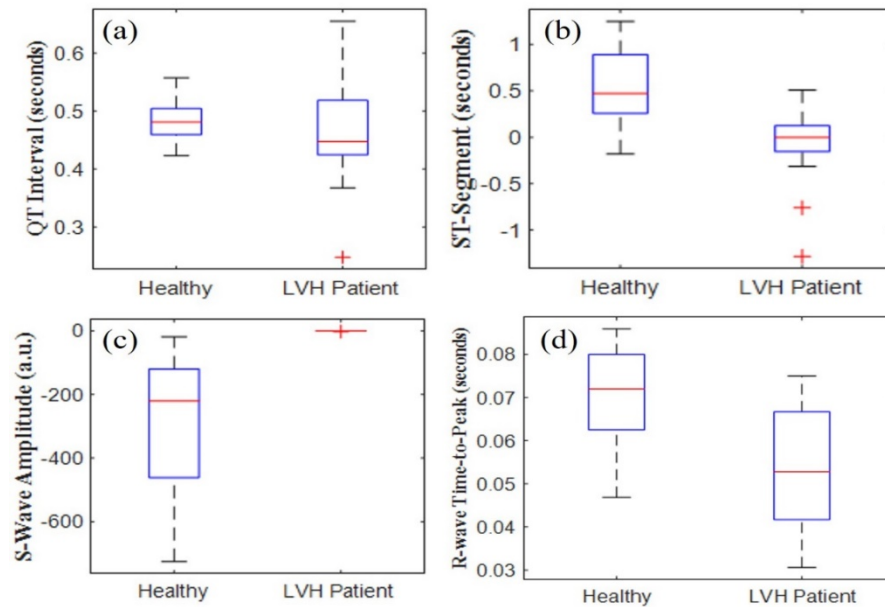 (a)
QT Interval (seconds)
0.6
0.5
0.4
0.3
Healthy LVH Patient
(b)
ST-Segment (seconds)
1
0.5
0
-0.5
-1
Healthy LVH Patient
(c)
S-Wave Amplitude (a.u.)
0
-200
-400
-600
Healthy LVH Patient
(d)
R-wave Time-to-Peak (seconds)
0.08
0.07
0.06
0.05
0.04
0.03
Healthy LVH Patient